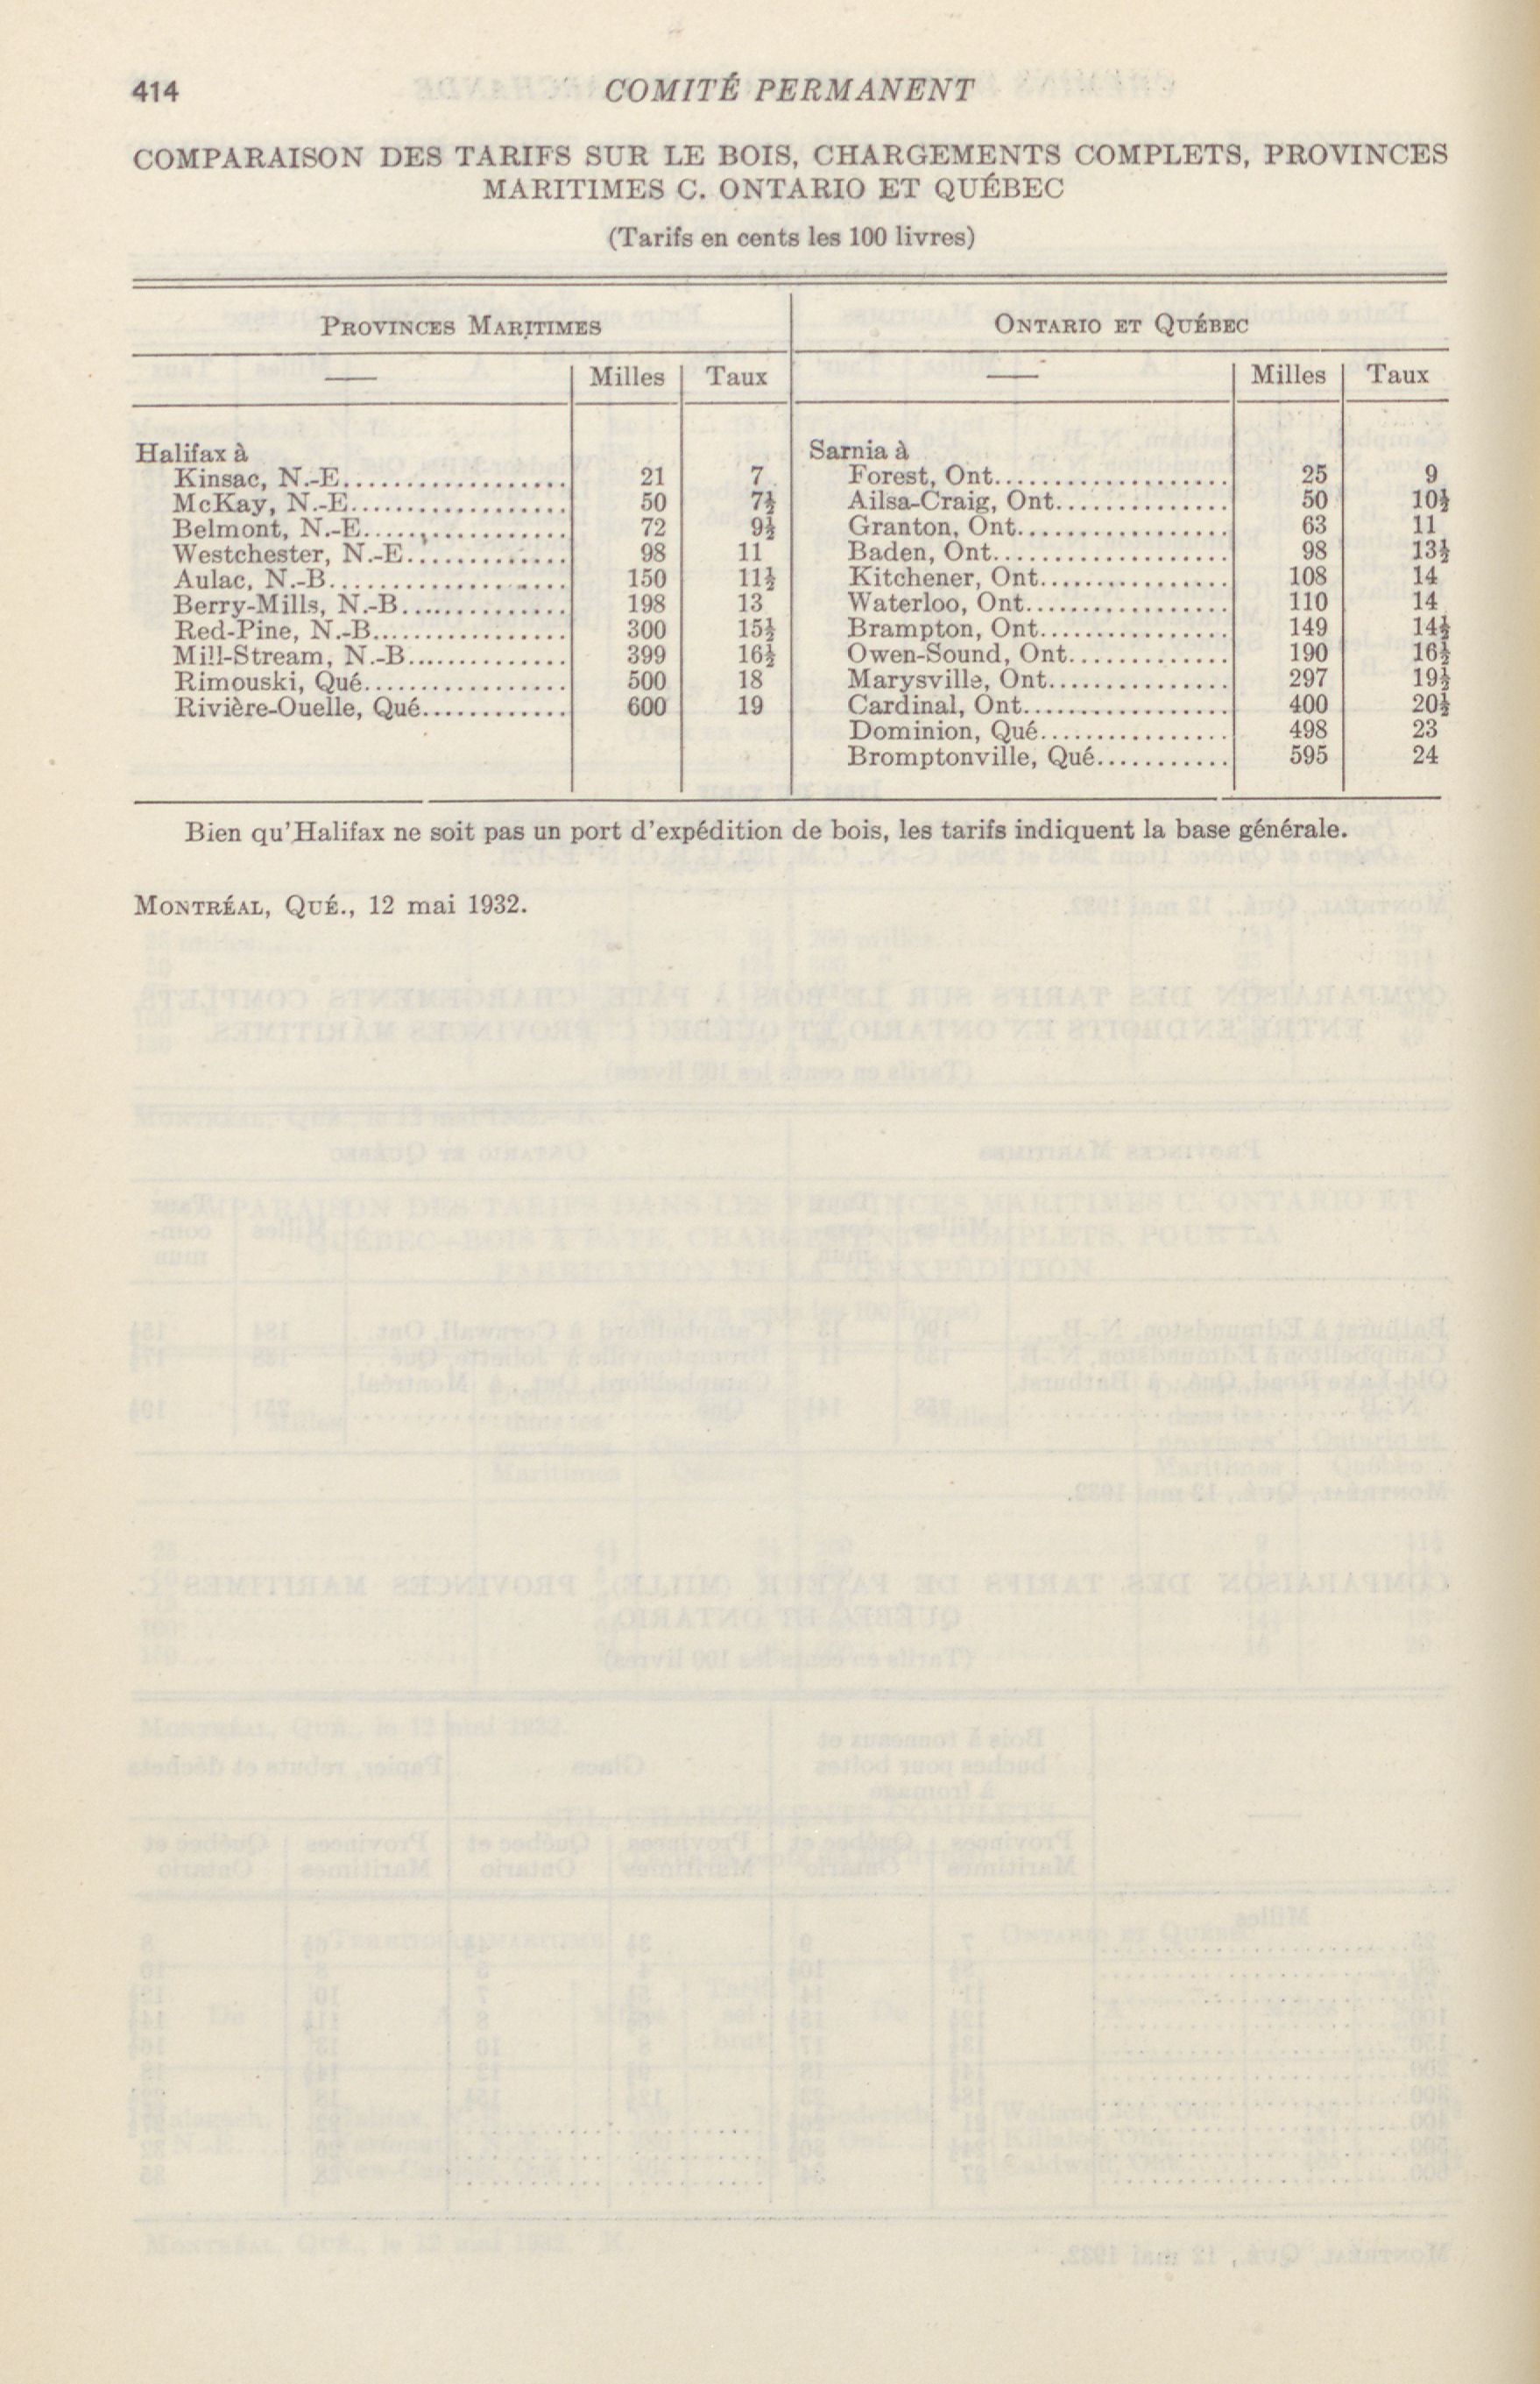 414 COMITÉ PERMANENT
COMPARAISON DES TARIFS SUR LE BOIS, CHARGEMENTS COMPLETS, PROVINCES
MARITIMES C. ONTARIO ET QUÉBEC
(Tarifs en cents les 100 livres)
PROVINCES MARITIMES ONTARIO ET QUÉBEC
— Milles Taux — Milles Taux
Halifax à Sarnia à
Kinsac, N.-E. 21 7 Forest, Ont. 25 9
McKay, N.-E. 50 7½ Ailsa-Craig, Ont. 50 10½
Belmont, N.-E. 72 9½ Granton, Ont. 63 11
Westchester, N.-E. 98 11 Baden, Ont. 98 13½
Aulac, N.-B. 150 11½ Kitchener, Ont. 108 14
Berry-Mills, N.-B. 198 13 Waterloo, Ont. 110 14
Red-Pine, N.-B. 300 15½ Brampton, Ont. 149 14½
Mill-Stream, N.-B. 399 16½ Owen-Sound, Ont. 190 16½
Rimouski, Qué. 500 18 Marysville, Ont. 297 19½
Rivière-Ouelle, Qué. 600 19 Cardinal, Ont. 400 20½
Dominion, Qué. 498 23
Bromptonville, Qué. 595 24
Bien qu'Halifax ne soit pas un port d'expédition de bois, les tarifs indiquent la base générale.
MONTRÉAL, QUÉ., 12 mai 1932.